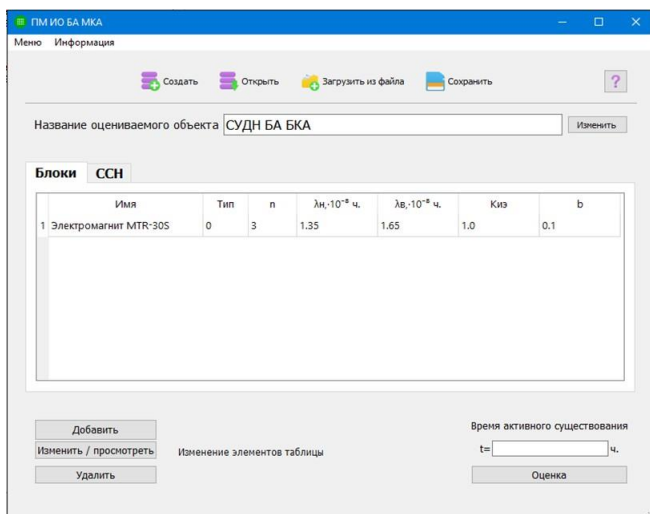 ПМ ИО БА МКА
Меню Информация
Создать Открыть Загрузить из файла Сохранить ?
Название оцениваемого объекта СУДН БА БКА Изменить
Блоки ССН
Имя Тип n λн,·10⁻⁸ ч. λв,·10⁻⁸ ч. Киэ b
1 Электромагнит MTR-30S 0 3 1.35 1.65 1.0 0.1
Добавить
Время активного существования
Изменить / просмотреть Изменение элементов таблицы t= ч.
Удалить Оценка